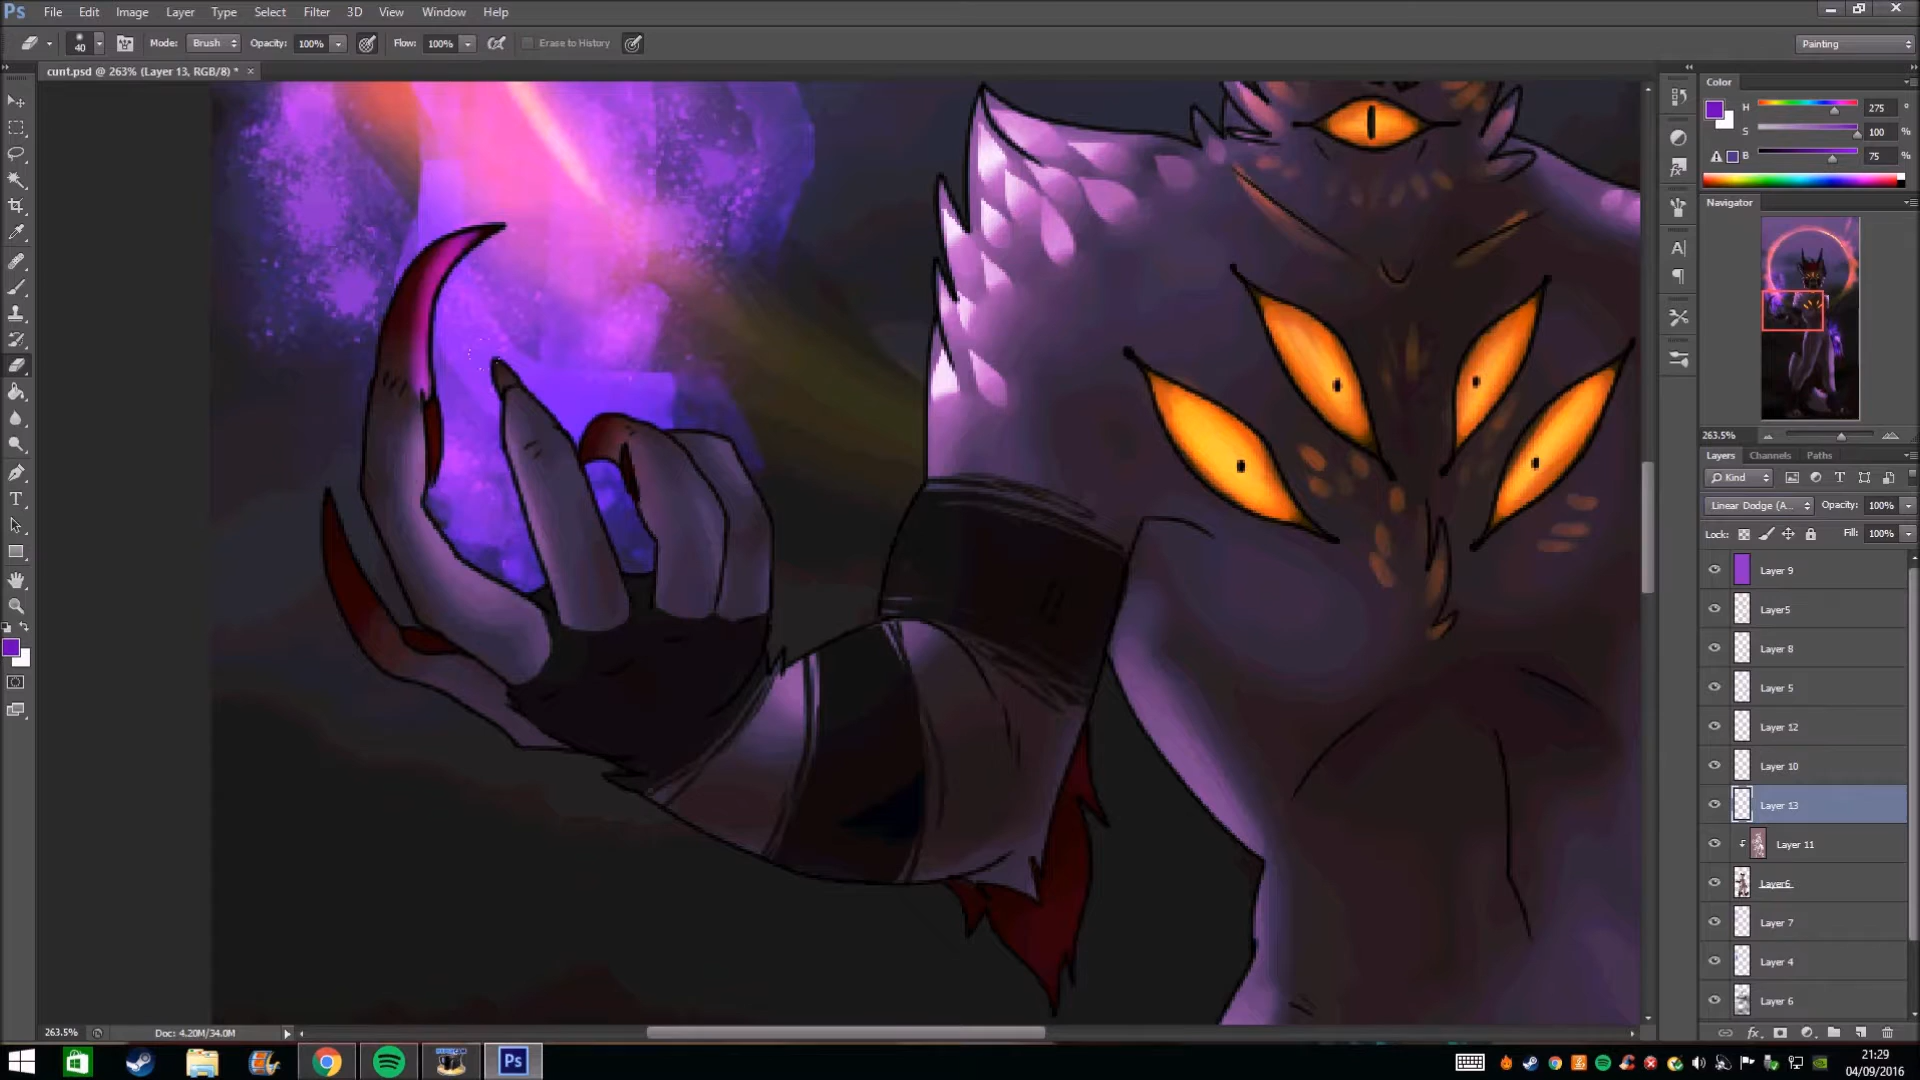 Ps File Edit Image Layer Type Select Filter 3D View Window Help
40 Mode: Brush Opacity: 100% Flow: 100% Erase to History Painting
cunt.psd @ 263% (Layer 13, RGB/8) * ×
Color
H 275 °
S 100 %
B 75 %
Navigator
263.5%
Layers Channels Paths
Kind
Linear Dodge (A... Opacity: 100%
Lock: Fill: 100%
Layer 9
Layer5
Layer 8
Layer 5
Layer 12
Layer 10
Layer 13
Layer 11
Layer6
Layer 7
Layer 4
Layer 6
263.5% Doc: 4.20M/34.0M
Ps
21:29
04/09/2016